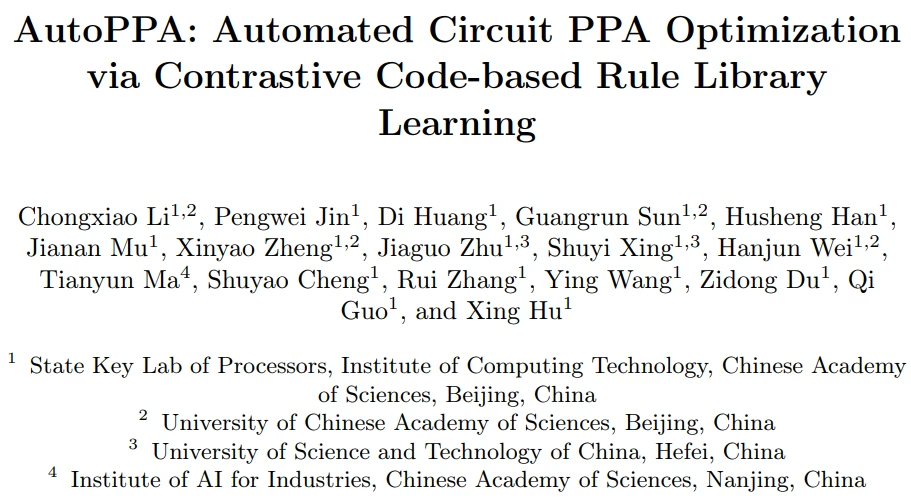 AutoPPA: Automated Circuit PPA Optimization
via Contrastive Code-based Rule Library
Learning
Chongxiao Li¹,², Pengwei Jin¹, Di Huang¹, Guangrun Sun¹,², Husheng Han¹,
Jianan Mu¹, Xinyao Zheng¹,², Jiaguo Zhu¹,³, Shuyi Xing¹,³, Hanjun Wei¹,²,
Tianyun Ma⁴, Shuyao Cheng¹, Rui Zhang¹, Ying Wang¹, Zidong Du¹, Qi
Guo¹, and Xing Hu¹
¹ State Key Lab of Processors, Institute of Computing Technology, Chinese Academy
of Sciences, Beijing, China
² University of Chinese Academy of Sciences, Beijing, China
³ University of Science and Technology of China, Hefei, China
⁴ Institute of AI for Industries, Chinese Academy of Sciences, Nanjing, China